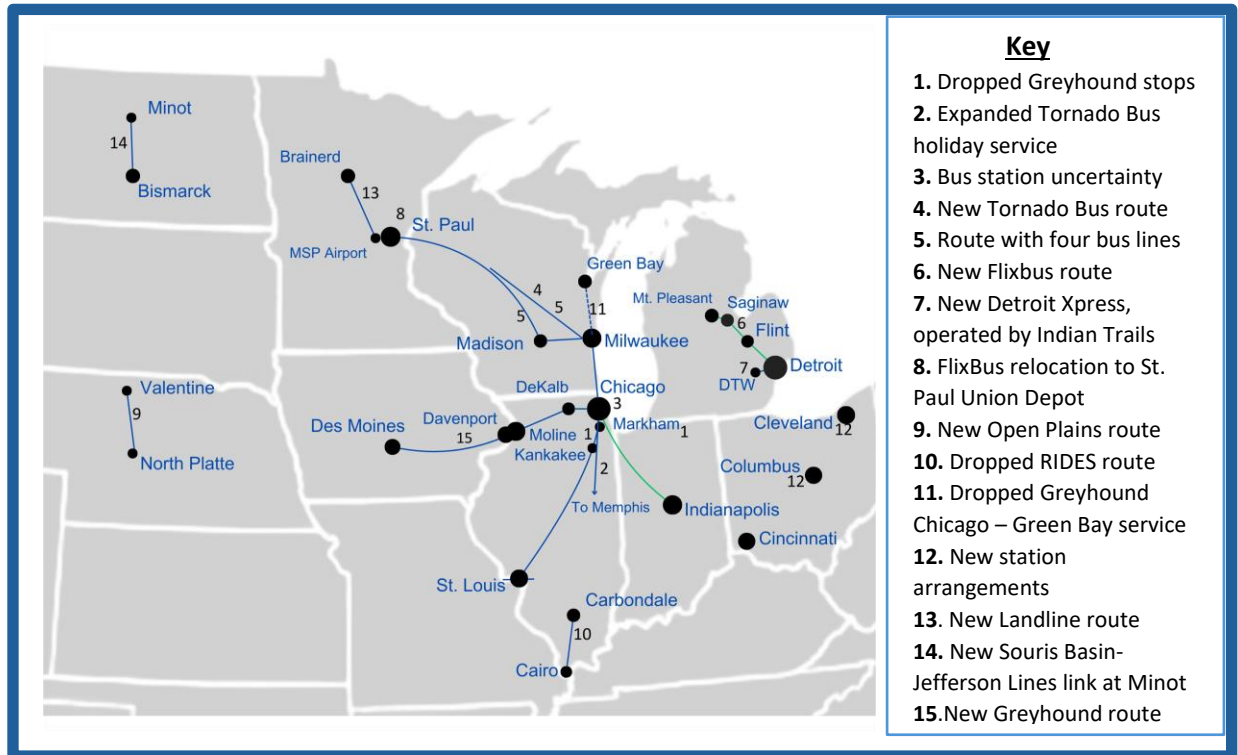 Minot
14
Bismarck
Brainerd
13
8
St. Paul
MSP Airport
Green Bay
4
5
5
11
Mt. Pleasant
Saginaw
6
Flint
Madison
Milwaukee
7
Detroit
DTW
Valentine
9
North Platte
DeKalb
Chicago
3
Des Moines
Davenport
15
Moline
1
Markham
1
Kankakee
2
Cleveland
12
Columbus
12
To Memphis
Indianapolis
Cincinnati
St. Louis
Carbondale
10
Cairo
Key
1. Dropped Greyhound stops
2. Expanded Tornado Bus
holiday service
3. Bus station uncertainty
4. New Tornado Bus route
5. Route with four bus lines
6. New Flixbus route
7. New Detroit Xpress,
operated by Indian Trails
8. FlixBus relocation to St.
Paul Union Depot
9. New Open Plains route
10. Dropped RIDES route
11. Dropped Greyhound
Chicago – Green Bay service
12. New station
arrangements
13. New Landline route
14. New Souris Basin-
Jefferson Lines link at Minot
15.New Greyhound route